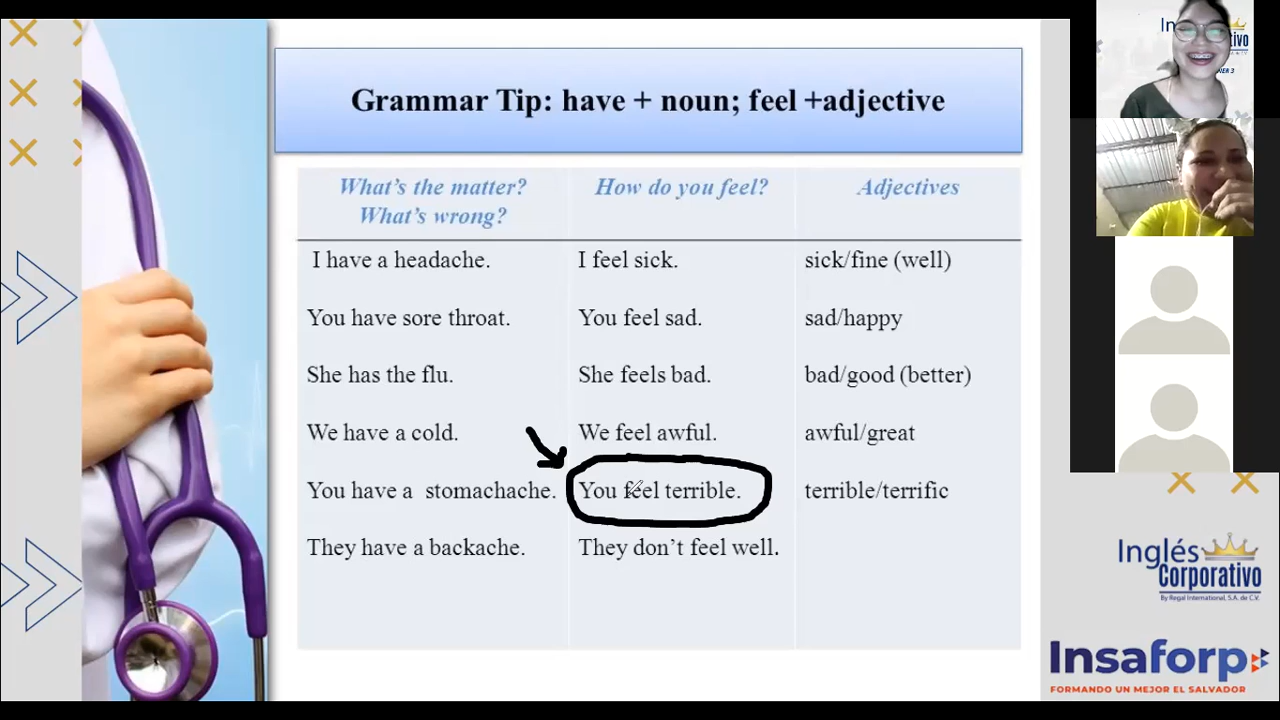 Grammar Tip: have + noun; feel +adjective
What's the matter?
What's wrong?
How do you feel?
Adjectives
I have a headache.
I feel sick.
sick/fine (well)
You have sore throat.
You feel sad.
sad/happy
She has the flu.
She feels bad.
bad/good (better)
We have a cold.
We feel awful.
awful/great
You have a stomachache.
You feel terrible.
terrible/terrific
They have a backache.
They don't feel well.
Inglés
Corporativo
By Regal International, S.A. de C.V.
Insaforp
FORMANDO UN MEJOR EL SALVADOR